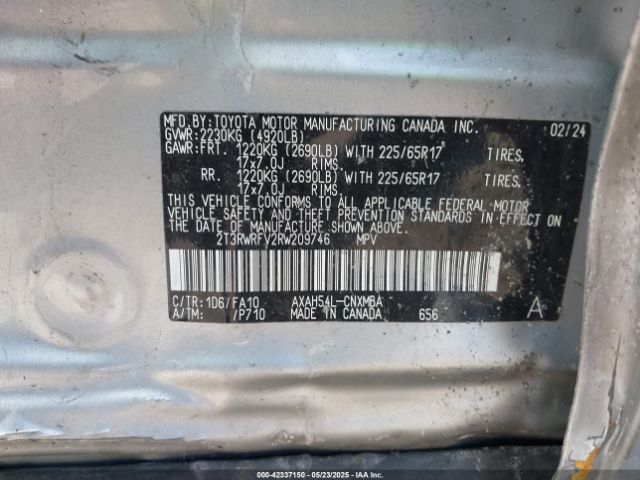 MFD.BY:TOYOTA MOTOR MANUFACTURING CANADA INC. 02/24
GVWR:2230KG (4920LB)
GAWR:FRT. 1220KG (2690LB) WITH 225/65R17 TIRES.
17x7.0J RIMS
RR. 1220KG (2690LB) WITH 225/65R17 TIRES.
17x7.0J RIMS
THIS VEHICLE CONFORMS TO ALL APPLICABLE FEDERAL MOTOR
VEHICLE SAFETY AND THEFT PREVENTION STANDARDS IN EFFECT ON
THE DATE OF MANUFACTURE SHOWN ABOVE.
2T3RWRFV2RW209746 MPV
C/TR:1D6/FA10 AXAH54L-CNXMBA
A/TM: /P710 MADE IN CANADA 656 A
000-42337150 - 05/23/2025 - IAAI.COM